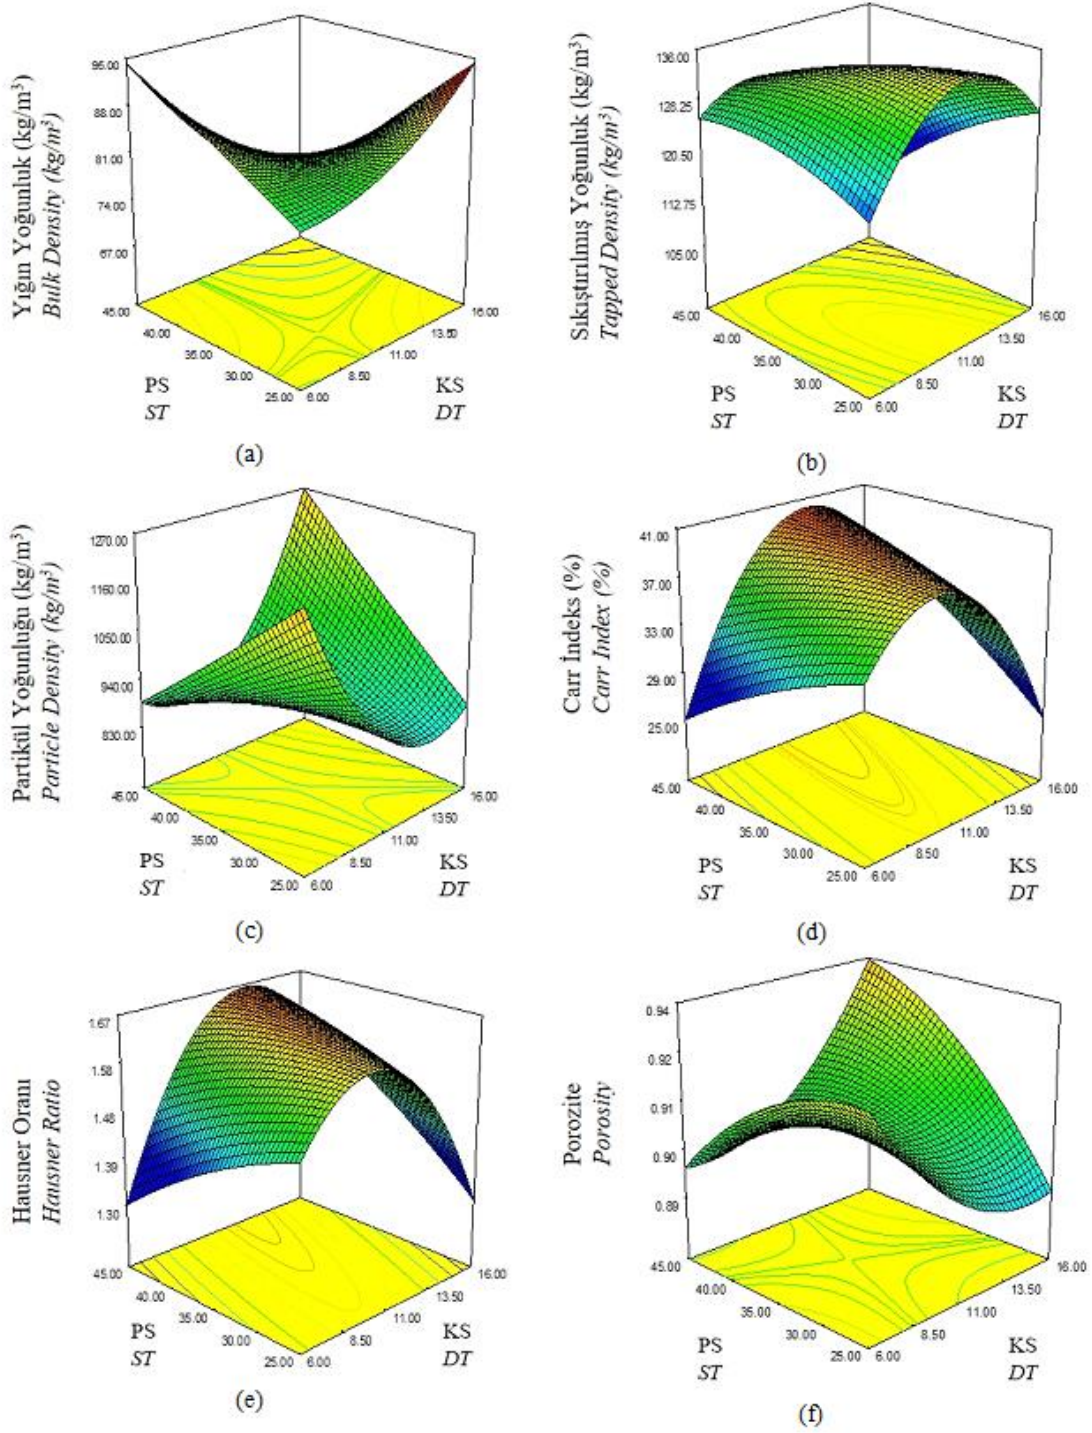 Yığın Yoğunluk (kg/m³)
Bulk Density (kg/m³)
95.00
88.00
81.00
74.00
67.00
45.00
40.00
35.00
30.00
25.00
6.00
8.50
11.00
13.50
16.00
PS
ST
KS
DT
(a)
Sıkıştırılmış Yoğunluk (kg/m³)
Tapped Density (kg/m³)
136.00
128.25
120.50
112.75
105.00
45.00
40.00
35.00
30.00
25.00
6.00
8.50
11.00
13.50
16.00
PS
ST
KS
DT
(b)
Partikül Yoğunluğu (kg/m³)
Particle Density (kg/m³)
1270.00
1160.00
1050.00
940.00
830.00
45.00
40.00
35.00
30.00
25.00
6.00
8.50
11.00
13.50
16.00
PS
ST
KS
DT
(c)
Carr İndeks (%)
Carr Index (%)
41.00
37.00
33.00
29.00
25.00
45.00
40.00
35.00
30.00
25.00
6.00
8.50
11.00
13.50
16.00
PS
ST
KS
DT
(d)
Hausner Oranı
Hausner Ratio
1.67
1.58
1.48
1.39
1.30
45.00
40.00
35.00
30.00
25.00
6.00
8.50
11.00
13.50
16.00
PS
ST
KS
DT
(e)
Porozite
Porosity
0.94
0.92
0.91
0.90
0.89
45.00
40.00
35.00
30.00
25.00
6.00
8.50
11.00
13.50
16.00
PS
ST
KS
DT
(f)